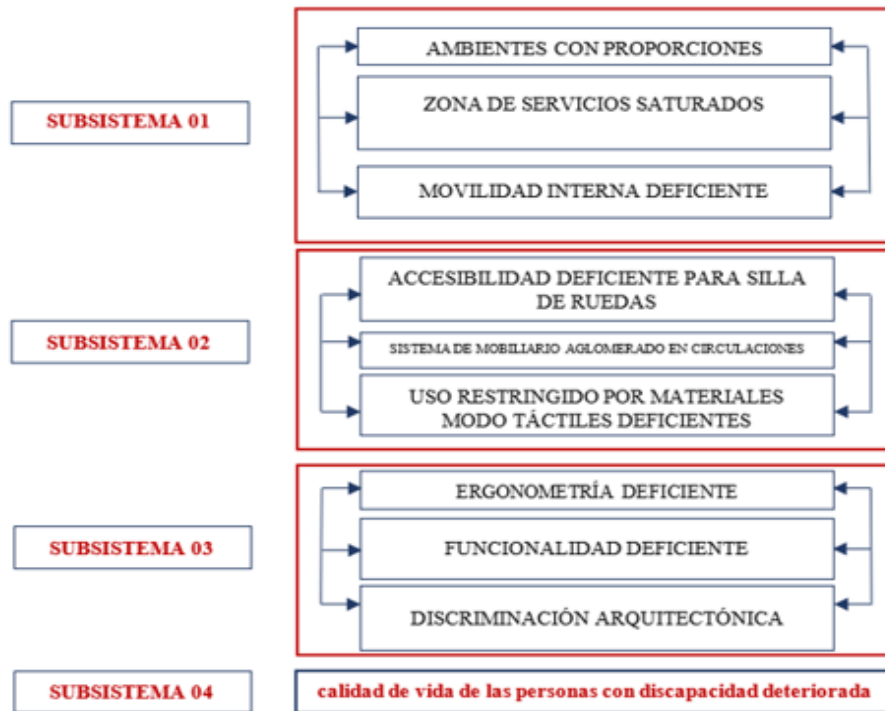 AMBIENTES CON PROPORCIONES
SUBSISTEMA 01
ZONA DE SERVICIOS SATURADOS
MOVILIDAD INTERNA DEFICIENTE
SUBSISTEMA 02
ACCESIBILIDAD DEFICIENTE PARA SILLA
DE RUEDAS
SISTEMA DE MOBILIARIO AGLOMERADO EN CIRCULACIONES
USO RESTRINGIDO POR MATERIALES
MODO TÁCTILES DEFICIENTES
SUBSISTEMA 03
ERGONOMETRÍA DEFICIENTE
FUNCIONALIDAD DEFICIENTE
DISCRIMINACIÓN ARQUITECTÓNICA
SUBSISTEMA 04
calidad de vida de las personas con discapacidad deteriorada